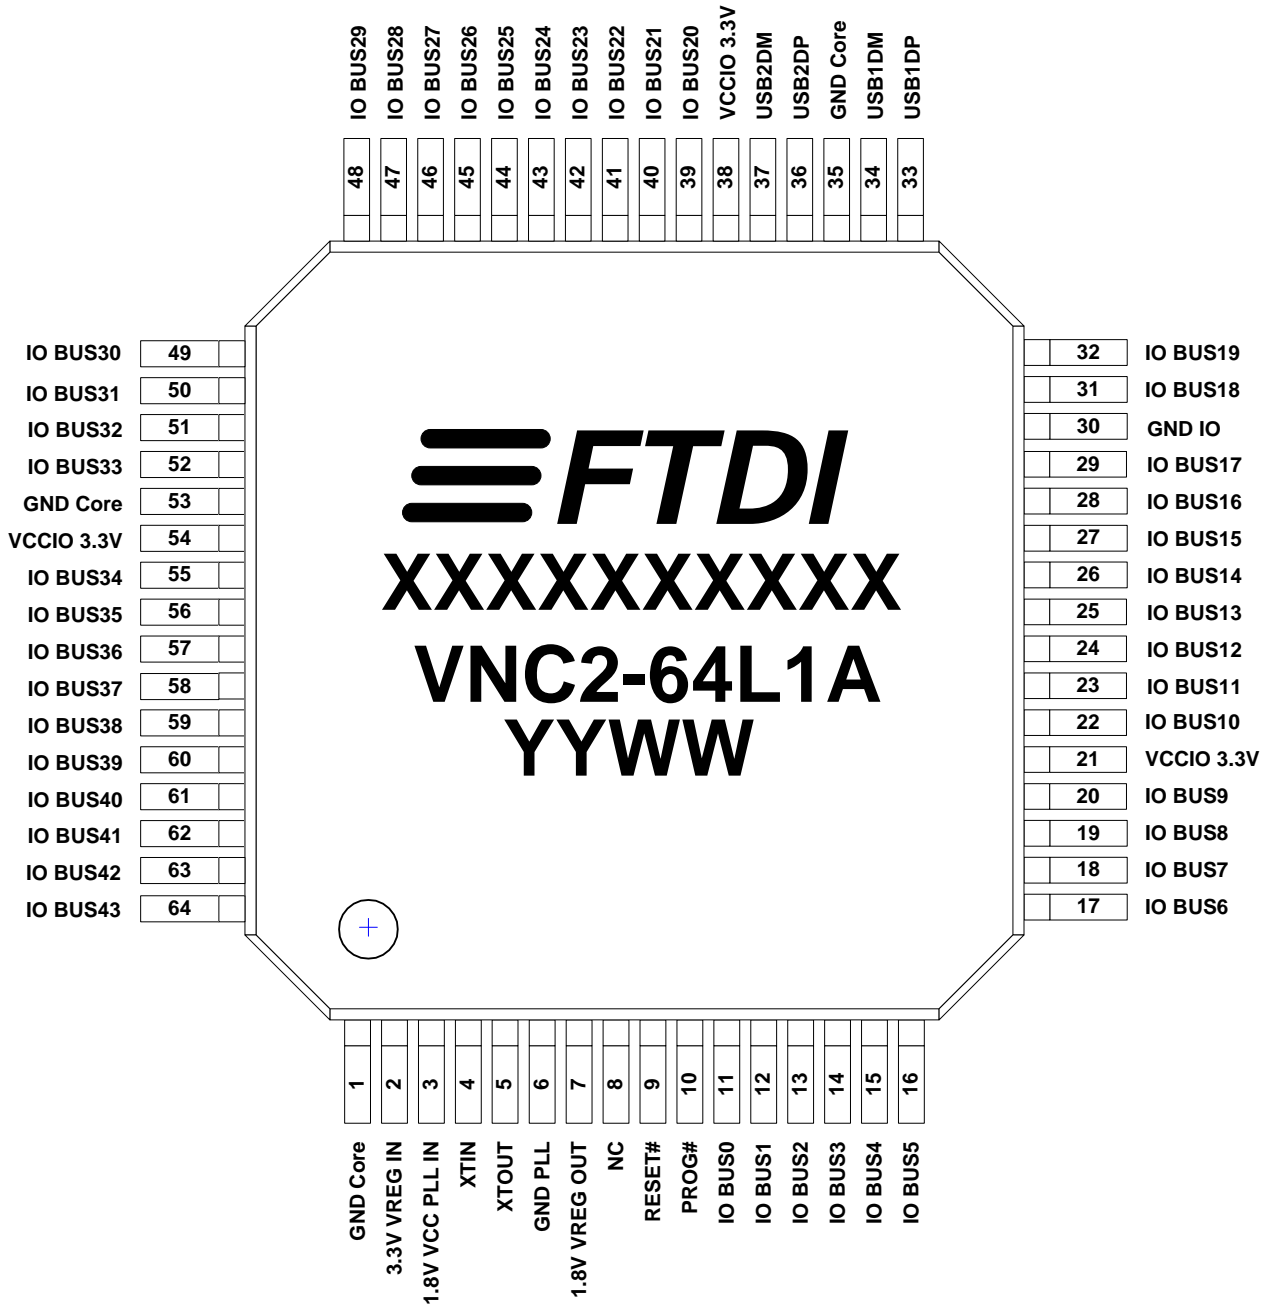 IO BUS29
IO BUS28
IO BUS27
IO BUS26
IO BUS25
IO BUS24
IO BUS23
IO BUS22
IO BUS21
IO BUS20
VCCIO 3.3V
USB2DM
USB2DP
GND Core
USB1DM
USB1DP
48
47
46
45
44
43
42
41
40
39
38
37
36
35
34
33
IO BUS30 49
IO BUS31 50
IO BUS32 51
IO BUS33 52
GND Core 53
VCCIO 3.3V 54
IO BUS34 55
IO BUS35 56
IO BUS36 57
IO BUS37 58
IO BUS38 59
IO BUS39 60
IO BUS40 61
IO BUS41 62
IO BUS42 63
IO BUS43 64
FTDI
XXXXXXXXXX
VNC2-64L1A
YYWW
32 IO BUS19
31 IO BUS18
30 GND IO
29 IO BUS17
28 IO BUS16
27 IO BUS15
26 IO BUS14
25 IO BUS13
24 IO BUS12
23 IO BUS11
22 IO BUS10
21 VCCIO 3.3V
20 IO BUS9
19 IO BUS8
18 IO BUS7
17 IO BUS6
1
2
3
4
5
6
7
8
9
10
11
12
13
14
15
16
GND Core
3.3V VREG IN
1.8V VCC PLL IN
XTIN
XTOUT
GND PLL
1.8V VREG OUT
NC
RESET#
PROG#
IO BUS0
IO BUS1
IO BUS2
IO BUS3
IO BUS4
IO BUS5